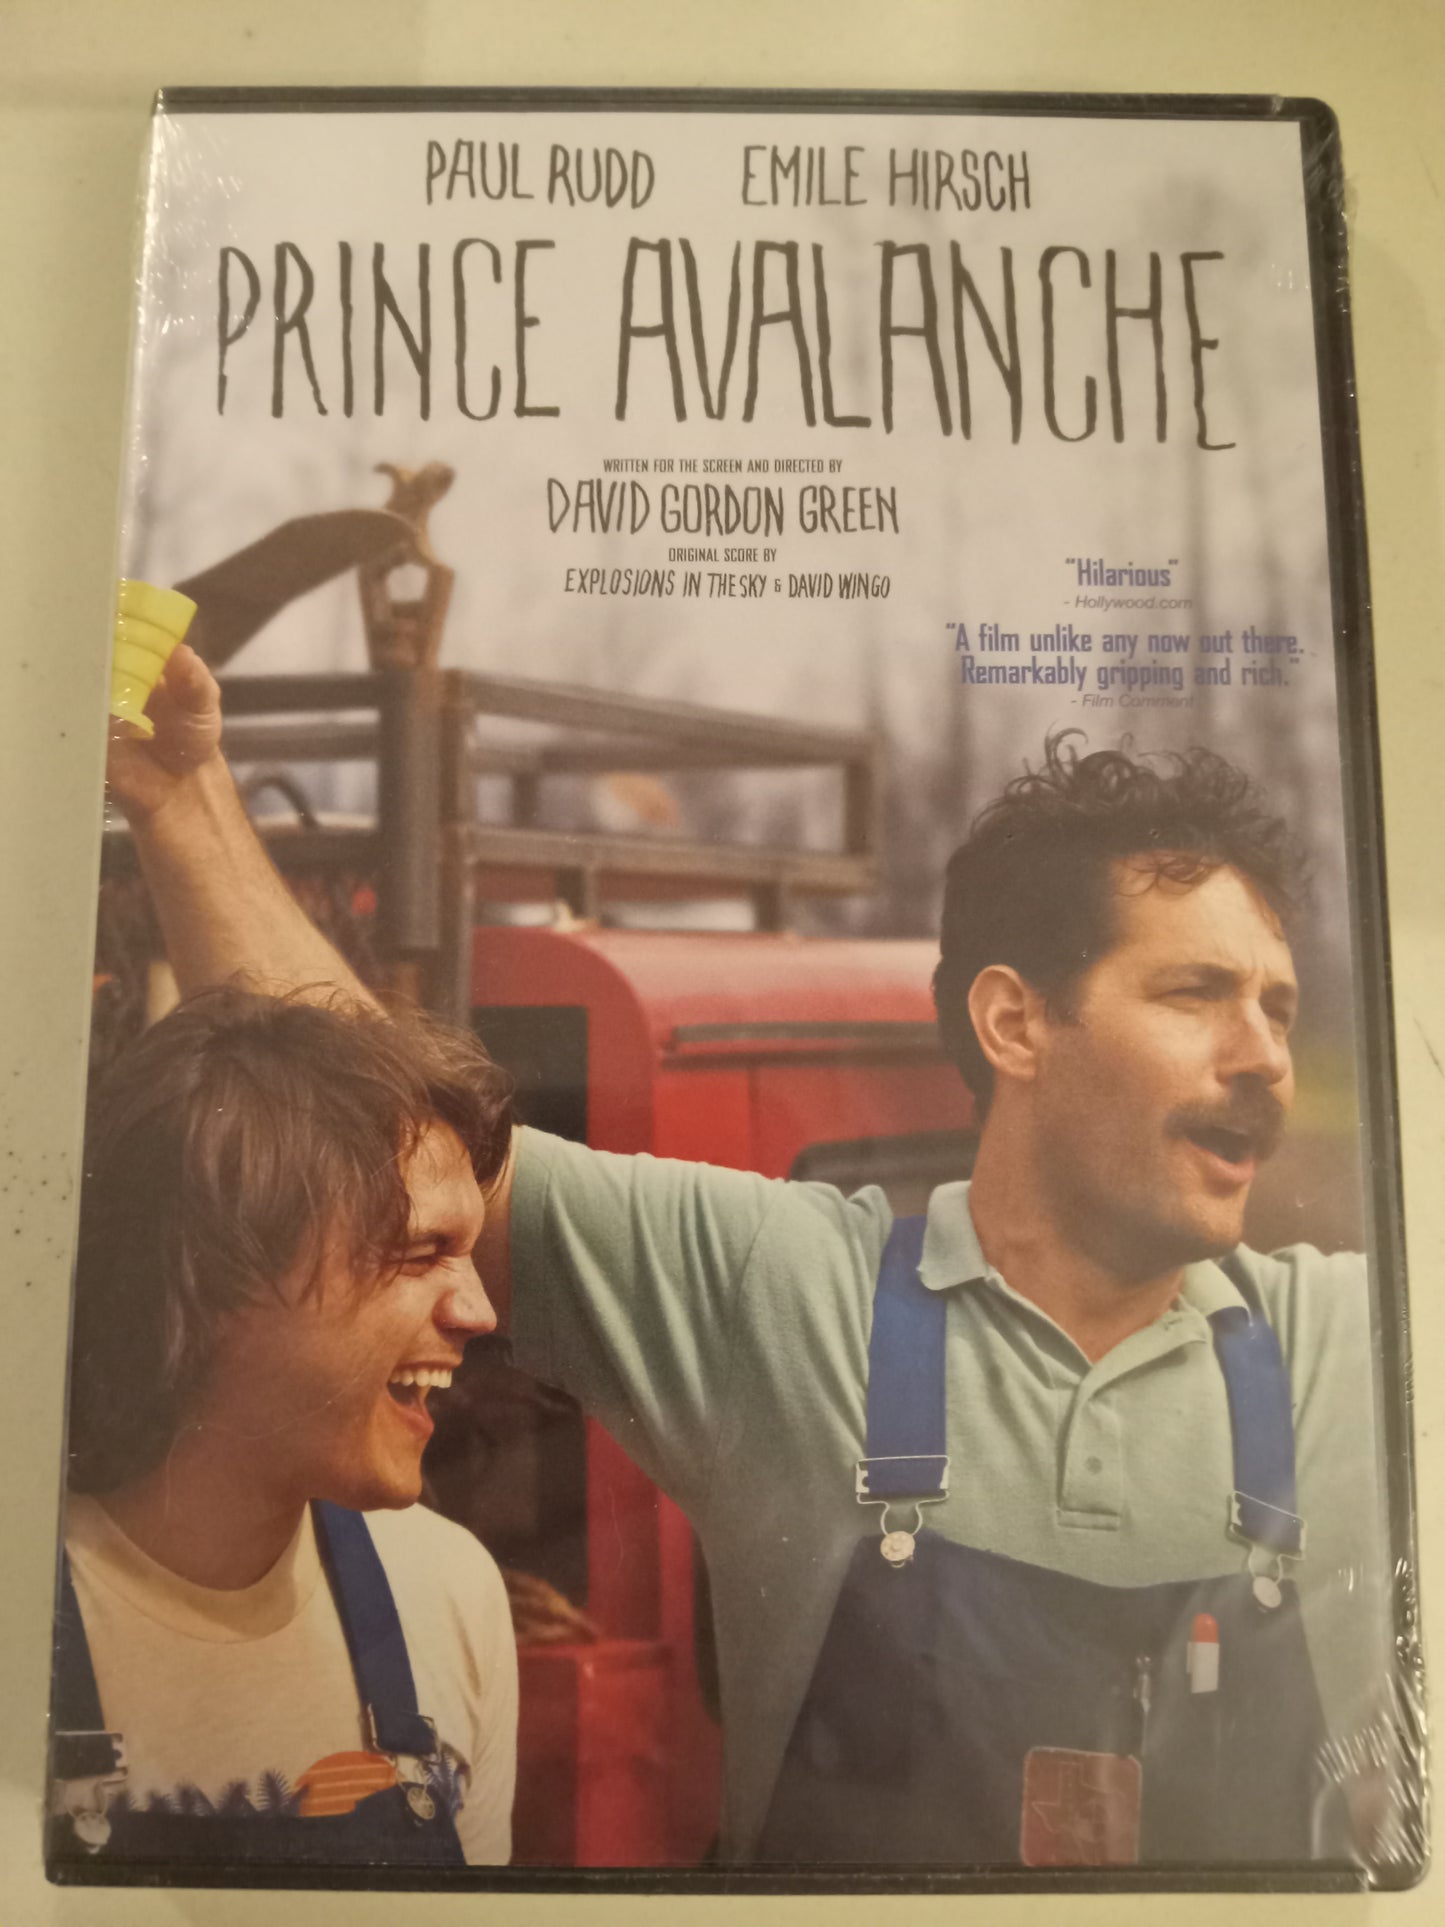 PAUL RUDD EMILE HIRSCH
PRINCE AVALANCHE
WRITTEN FOR THE SCREEN AND DIRECTED BY
DAVID GORDON GREEN
ORIGINAL SCORE BY
EXPLOSIONS IN THE SKY & DAVID WINGO
"Hilarious"
- Hollywood.com
"A film unlike any now out there.
Remarkably gripping and rich."
- Film Comment